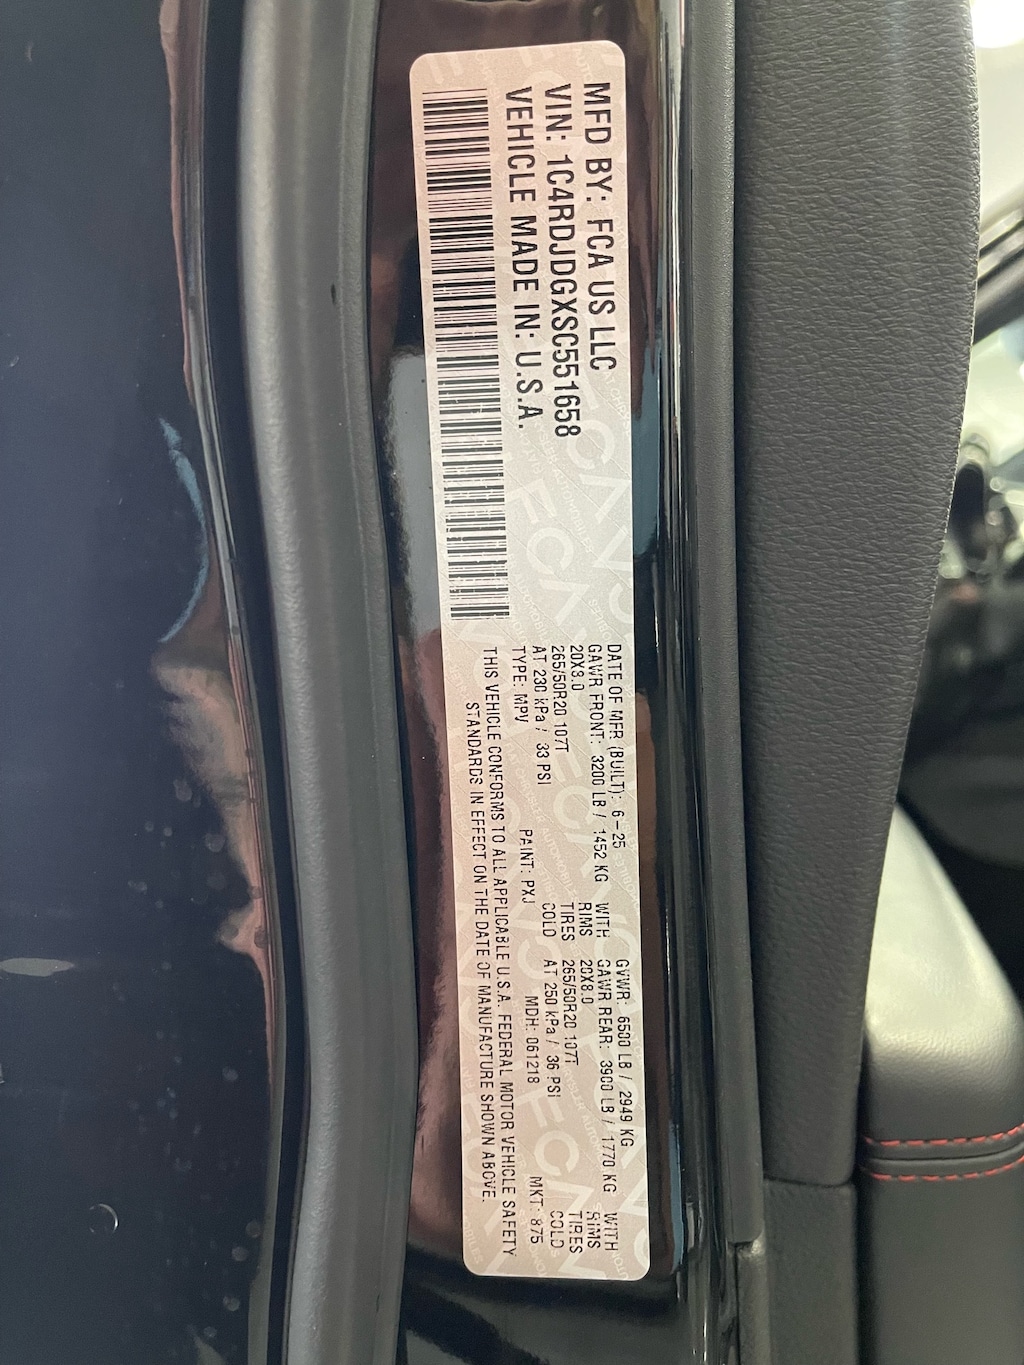 MFD BY: FCA US LLC
VIN: 1C4RDJDGXSC551658
VEHICLE MADE IN: U.S.A.
DATE OF MFR (BUILT): 6-25 GVWR: 6500 LB / 2949 KG
GAWR FRONT: 3200 LB / 1452 KG WITH GAWR REAR: 3900 LB / 1770 KG WITH
20X8.0 RIMS 20X8.0 RIMS
265/50R20 107T TIRES 265/50R20 107T TIRES
AT 230 kPa / 33 PSI COLD AT 250 kPa / 36 PSI COLD
TYPE: MPV PAINT: PXJ MDH: 061218 MKT: 875
THIS VEHICLE CONFORMS TO ALL APPLICABLE U.S.A. FEDERAL MOTOR VEHICLE SAFETY
STANDARDS IN EFFECT ON THE DATE OF MANUFACTURE SHOWN ABOVE.